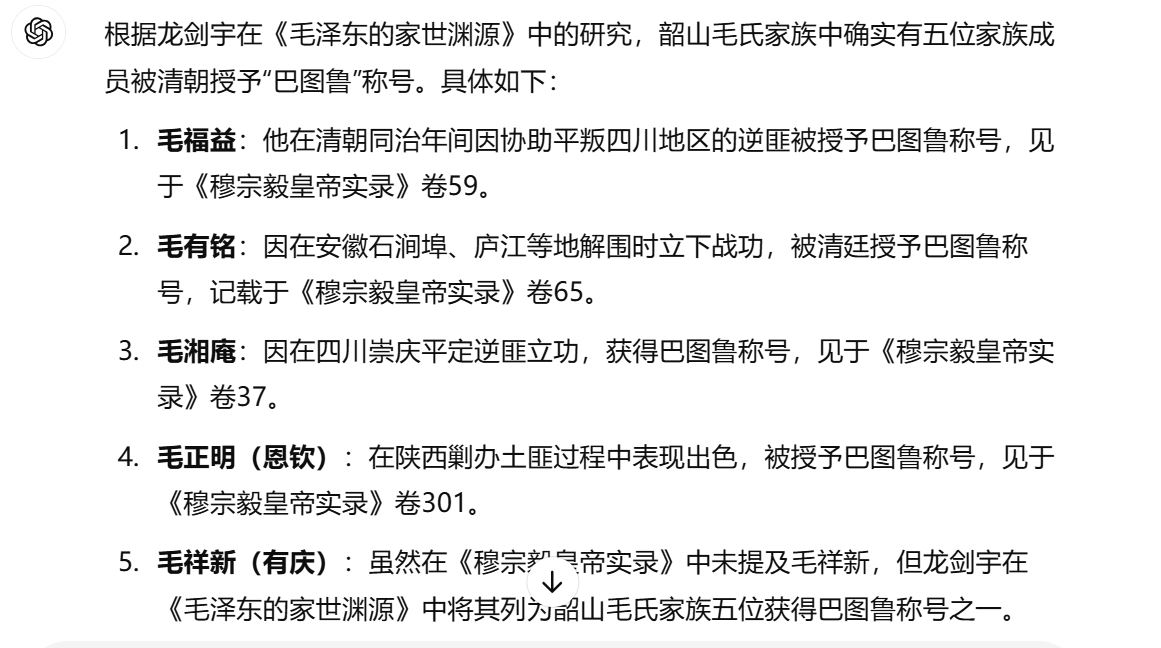 根据龙剑宇在《毛泽东的家世渊源》中的研究，韶山毛氏家族中确实有五位家族成
员被清朝授予“巴图鲁”称号。具体如下：
1. 毛福益：他在清朝同治年间因协助平叛四川地区的逆匪被授予巴图鲁称号，见
于《穆宗毅皇帝实录》卷59。
2. 毛有铭：因在安徽石涧埠、庐江等地解围时立下战功，被清廷授予巴图鲁称
号，记载于《穆宗毅皇帝实录》卷65。
3. 毛湘庵：因在四川崇庆平定逆匪立功，获得巴图鲁称号，见于《穆宗毅皇帝实
录》卷37。
4. 毛正明（恩钦）：在陕西剿办土匪过程中表现出色，被授予巴图鲁称号，见于
《穆宗毅皇帝实录》卷301。
5. 毛祥新（有庆）：虽然在《穆宗毅皇帝实录》中未提及毛祥新，但龙剑宇在
《毛泽东的家世渊源》中将其列为韶山毛氏家族五位获得巴图鲁称号之一。